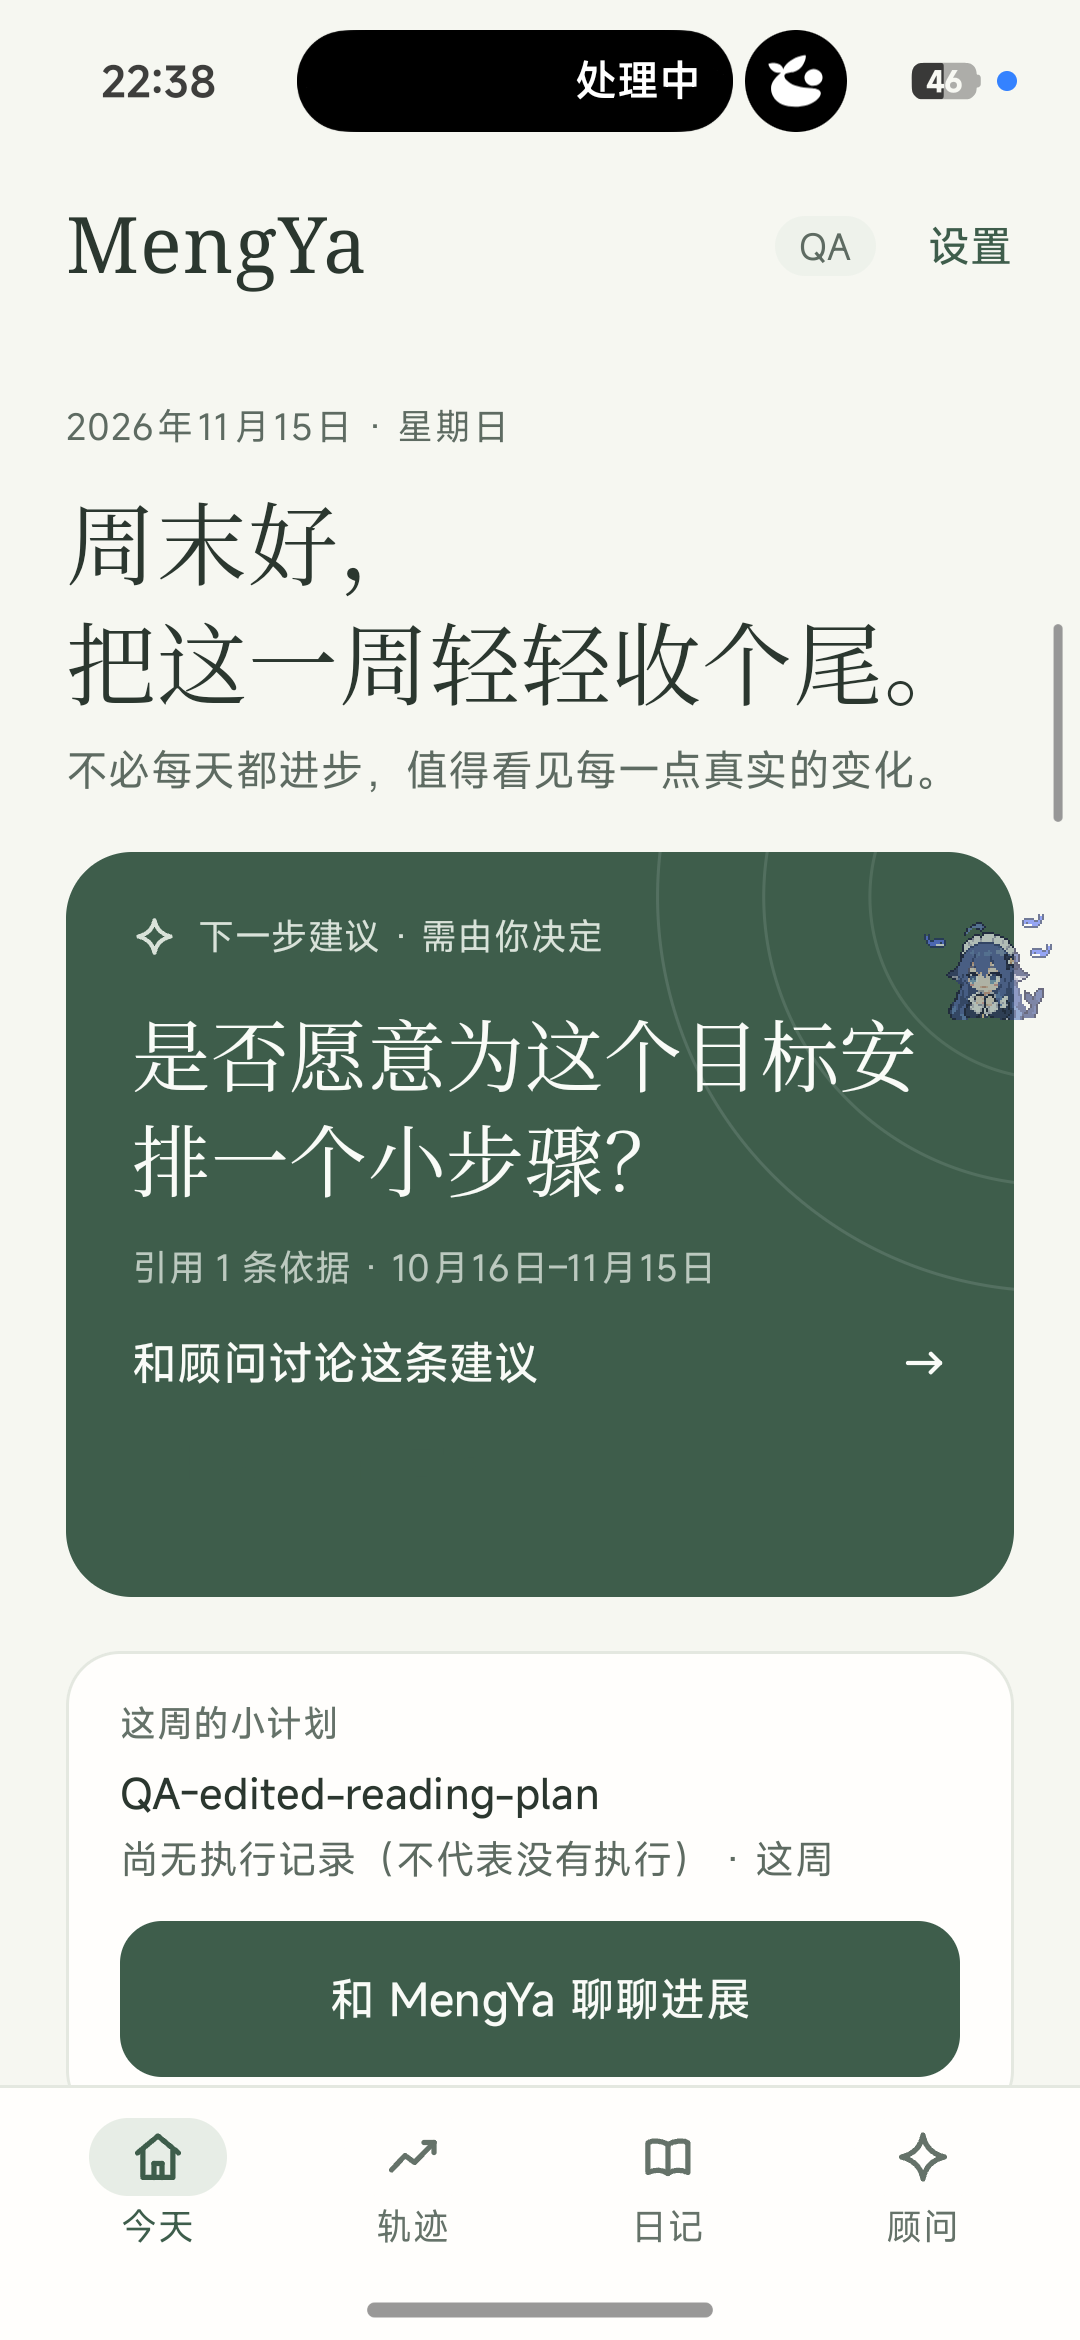 22:38
处理中
46
MengYa
QA
设置
2026年11月15日 · 星期日
周末好，
把这一周轻轻收个尾。
不必每天都进步，值得看见每一点真实的变化。
下一步建议 · 需由你决定
是否愿意为这个目标安
排一个小步骤？
引用 1 条依据 · 10月16日–11月15日
和顾问讨论这条建议
→
这周的小计划
QA-edited-reading-plan
尚无执行记录（不代表没有执行） · 这周
和 MengYa 聊聊进展
今天
轨迹
日记
顾问